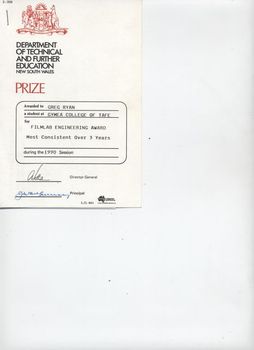 DEPARTMENT
OF TECHNICAL
AND FURTHER
EDUCATION
NEW SOUTH WALES
PRIZE
Awarded to GREG RYAN
a student of GYMEA COLLEGE OF TAFE
for
FILMLAB ENGINEERING AWARD
Most Consistent Over 3 Years
during the 1990 Session
Director-General
Principal